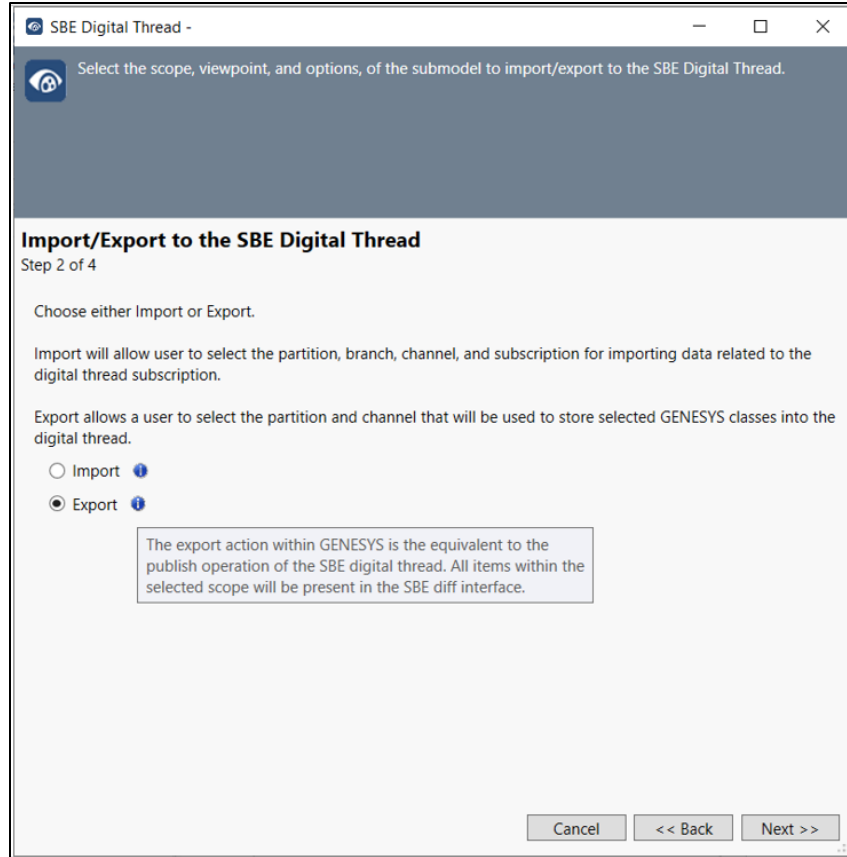 SBE Digital Thread -
Select the scope, viewpoint, and options, of the submodel to import/export to the SBE Digital Thread.
Import/Export to the SBE Digital Thread
Step 2 of 4
Choose either Import or Export.
Import will allow user to select the partition, branch, channel, and subscription for importing data related to the
digital thread subscription.
Export allows a user to select the partition and channel that will be used to store selected GENESYS classes into the
digital thread.
Import
Export
The export action within GENESYS is the equivalent to the
publish operation of the SBE digital thread. All items within the
selected scope will be present in the SBE diff interface.
Cancel << Back Next >>